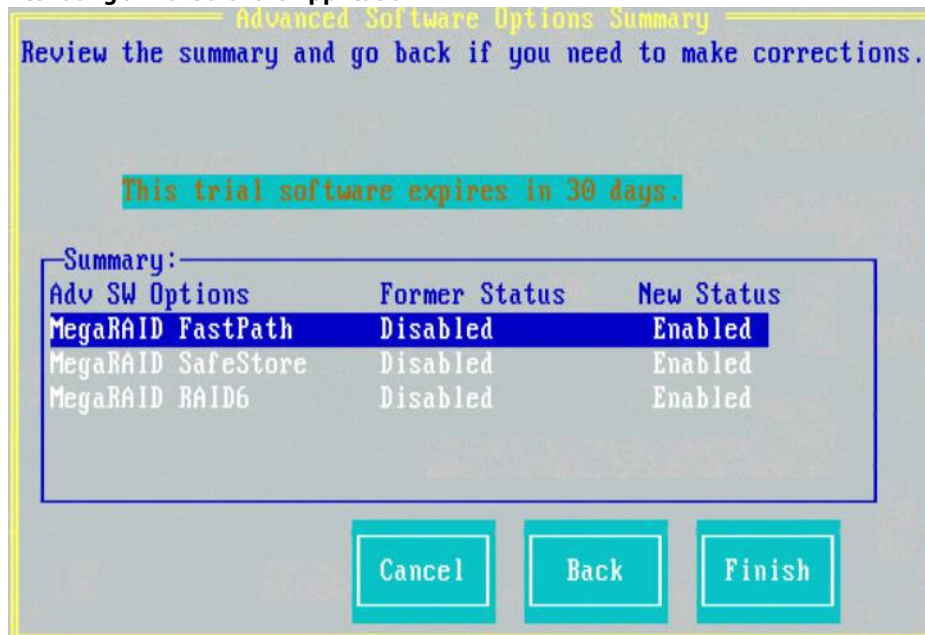 Advanced Software Options Summary
Review the summary and go back if you need to make corrections.
This trial software expires in 30 days.
Summary:
Adv SW Options Former Status New Status
MegaRAID FastPath Disabled Enabled
MegaRAID SafeStore Disabled Enabled
MegaRAID RAID6 Disabled Enabled
Cancel Back Finish